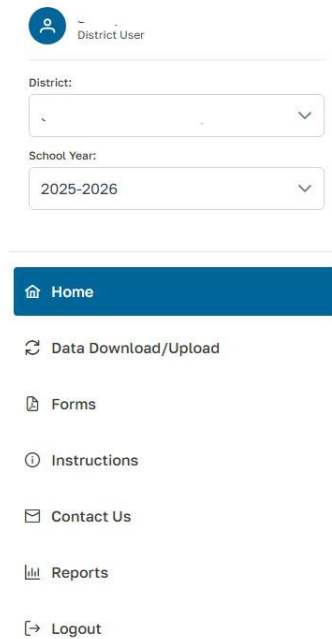 District User
District:
School Year:
2025-2026
Home
Data Download/Upload
Forms
Instructions
Contact Us
Reports
Logout